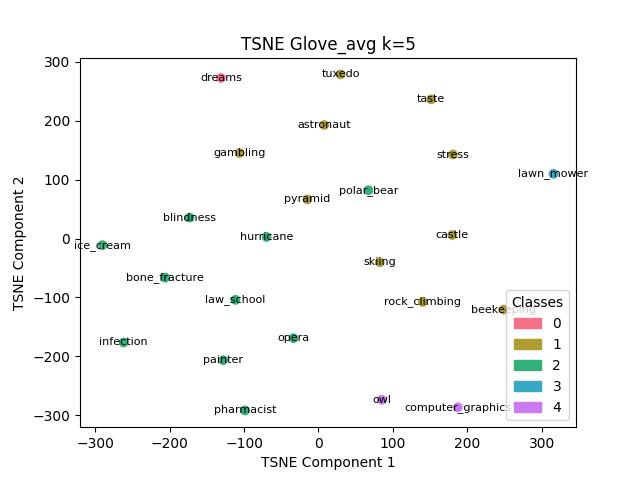 TSNE Glove_avg k=5
TSNE Component 2
300
200
100
0
−100
−200
−300
dreams
tuxedo
taste
astronaut
gambling
stress
lawn_mower
polar_bear
pyramid
blindness
hurricane
castle
ice_cream
skiing
bone_fracture
law_school
rock_climbing
beekeeping
opera
infection
painter
owl
computer_graphics
pharmacist
Classes
0
1
2
3
4
−300 −200 −100 0 100 200 300
TSNE Component 1